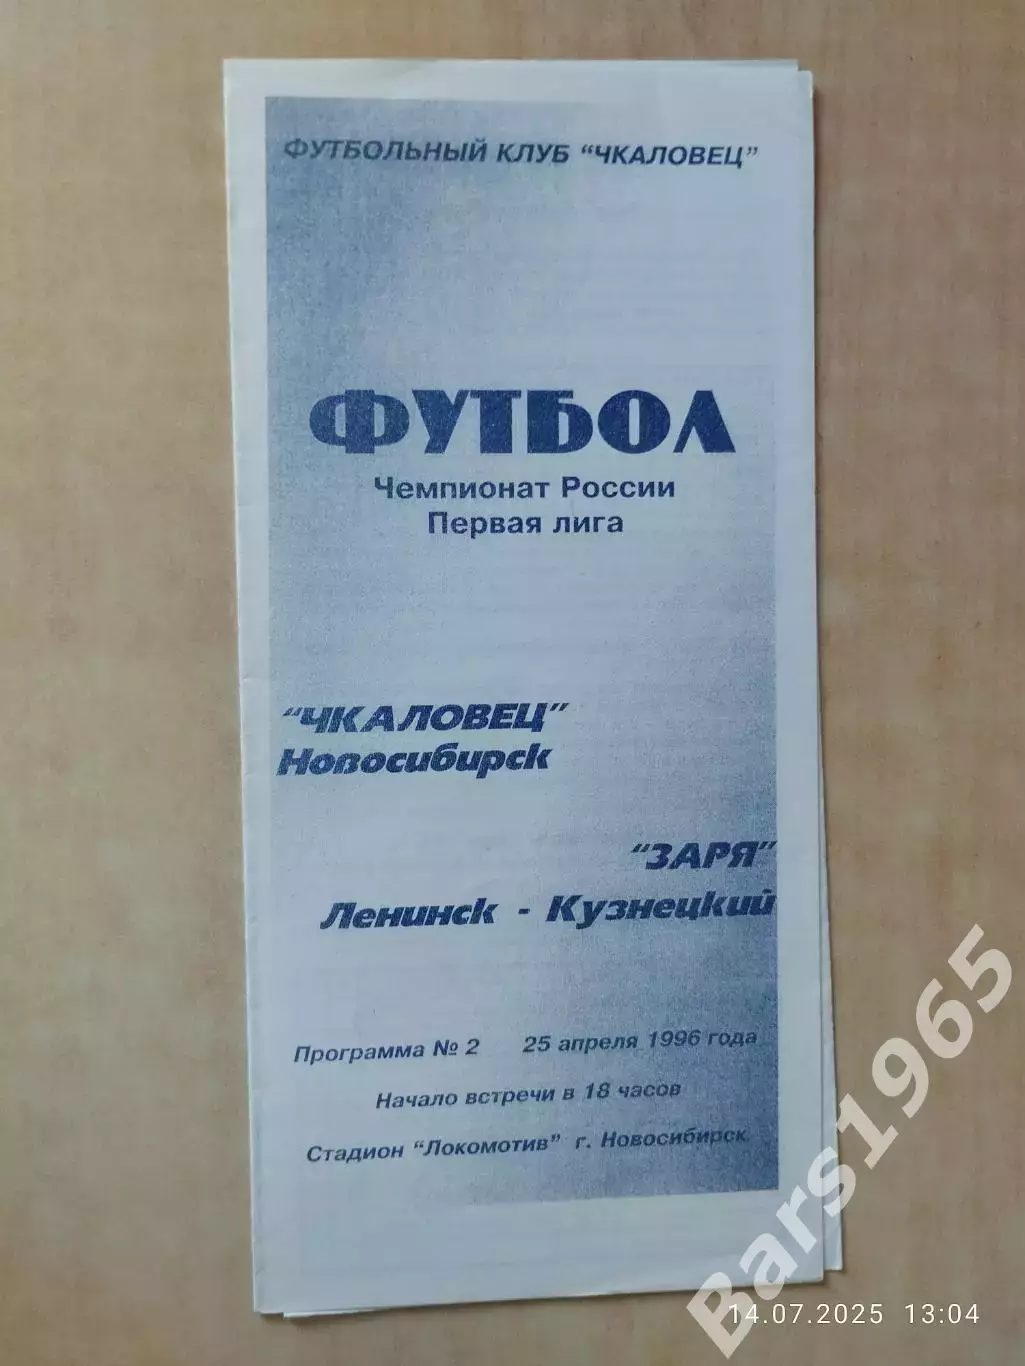 ФУТБОЛЬНЫЙ КЛУБ "ЧКАЛОВЕЦ"
ФУТБОЛ
Чемпионат России
Первая лига
"ЧКАЛОВЕЦ"
Новосибирск
"ЗАРЯ"
Ленинск - Кузнецкий
Программа № 2 25 апреля 1996 года
Начало встречи в 18 часов
Стадион "Локомотив" г. Новосибирск
Bars1965
14.07.2025 13:04